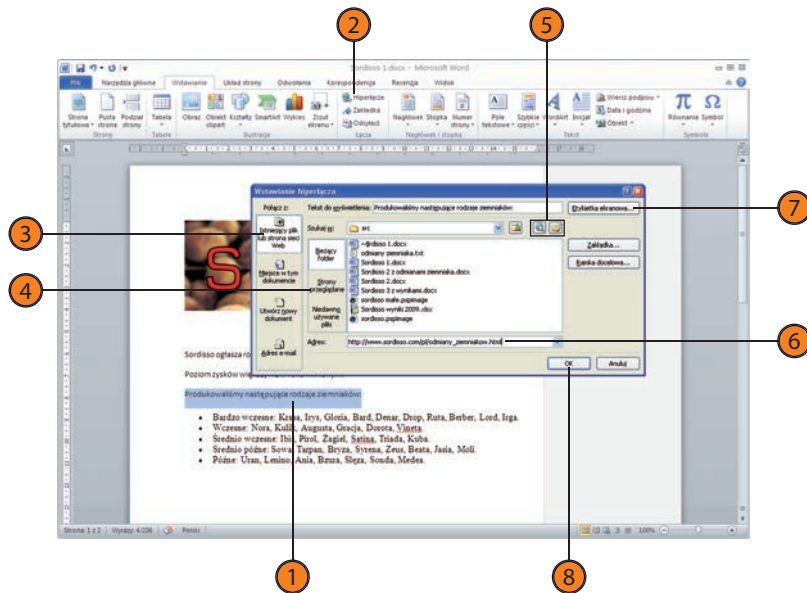 2
5
Sordisso 1.docx - Microsoft Word
Plik Narzędzia główne Wstawianie Układ strony Odwołania Korespondencja Recenzja Widok
Strona tytułowa Pusta strona Podział strony Tabela Obraz Obiekt clipart Kształty SmartArt Wykres Zrzut ekranu Hiperłącze Zakładka Odsyłacz Nagłówek Stopka Numer strony Pole tekstowe Szybkie części WordArt Inicjał Wiersz podpisu Data i godzina Obiekt Równanie Symbol
Strony Tabele Ilustracje Łącza Nagłówek i stopka Tekst Symbole
Wstawianie hiperłącza
Połącz z: Tekst do wyświetlenia: Produkowaliśmy następujące rodzaje ziemniaków: Etykietka ekranowa...
7
3
Istniejący plik lub strona sieci Web
Szukaj w: src
Bieżący folder
Zakładka...
Ramka docelowa...
Miejsce w tym dokumencie
4
Strony przeglądane
Utwórz nowy dokument
Niedawno używane pliki
Adres e-mail
odmiany ziemniaka.txt
Sordisso 1.docx
Sordisso 2 z odmianami ziemniaka.docx
Sordisso 2.docx
Sordisso 3 z wynikami.docx
sordisso małe.pspimage
Sordisso wyniki 2009.xlsx
sordisso.pspimage
Adres: http://www.sordisso.com/pl/odmiany_ziemniakow.html
6
OK Anuluj
S
Sordisso ogłasza
Poziom zysków
Produkowaliśmy następujące rodzaje ziemniaków:
• Bardzo wczesne: Krasa, Irys, Gloria, Bard, Denar, Drop, Ruta, Berber, Lord, Irga.
• Wczesne: Nora, Kulik, Augusta, Gracja, Dorota, Vineta.
• Średnio wczesne: Ibis, Pirol, Żagiel, Satina, Triada, Kuba.
• Średnio późne: Sowa, Tarpan, Bryza, Syrena, Zeus, Beata, Jasia, Moli.
• Późne: Uran, Lenino, Ania, Bzura, Ślęza, Sonda, Medea.
Strona: 1 z 2 Wyrazy: 4/236 Polski 100%
1
8